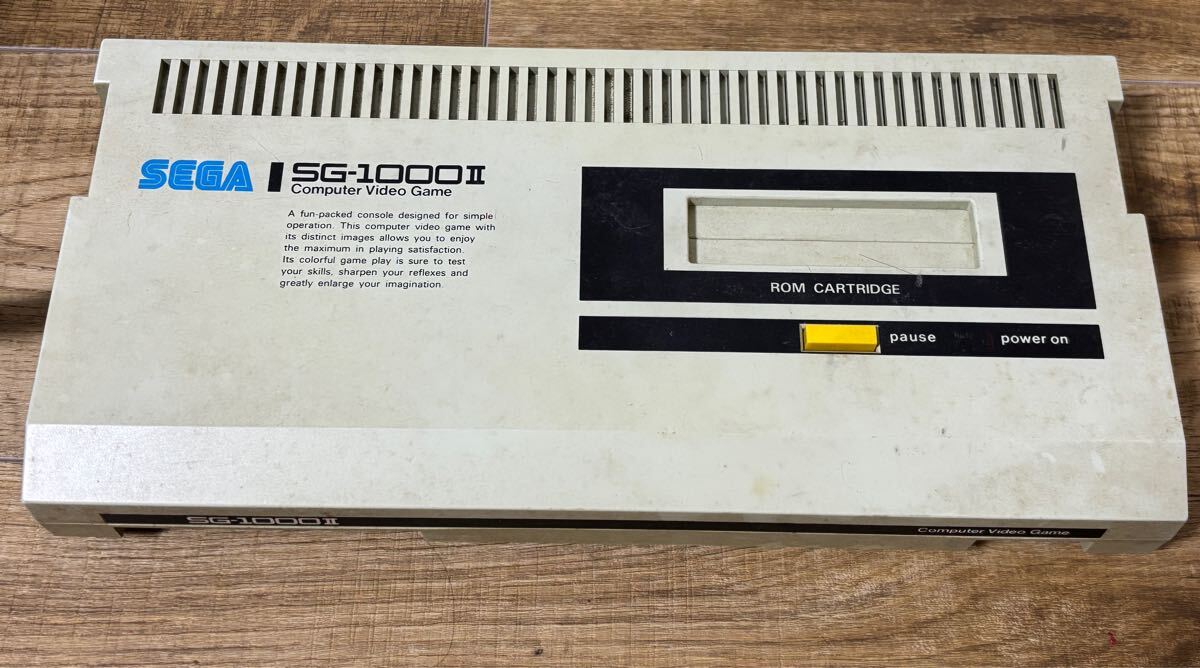 SEGA SG-1000II
Computer Video Game
A fun-packed console designed for simple
operation. This computer video game with
its distinct images allows you to enjoy
the maximum in playing satisfaction.
Its colorful game play is sure to test
your skills, sharpen your reflexes and
greatly enlarge your imagination.
ROM CARTRIDGE
pause power on
SG-1000II Computer Video Game